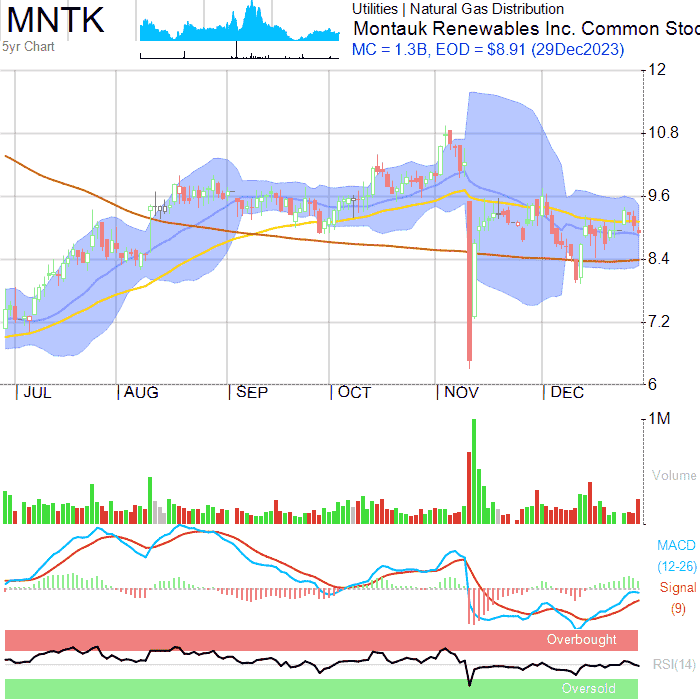 MNTK
5yr Chart
Utilities | Natural Gas Distribution
Montauk Renewables Inc. Common Stoc
MC = 1.3B, EOD = $8.91 (29Dec2023)
12
10.8
9.6
8.4
7.2
6
JUL AUG SEP OCT NOV DEC
1M
Volume
MACD
(12-26)
Signal
(9)
Overbought
RSI(14)
Oversold